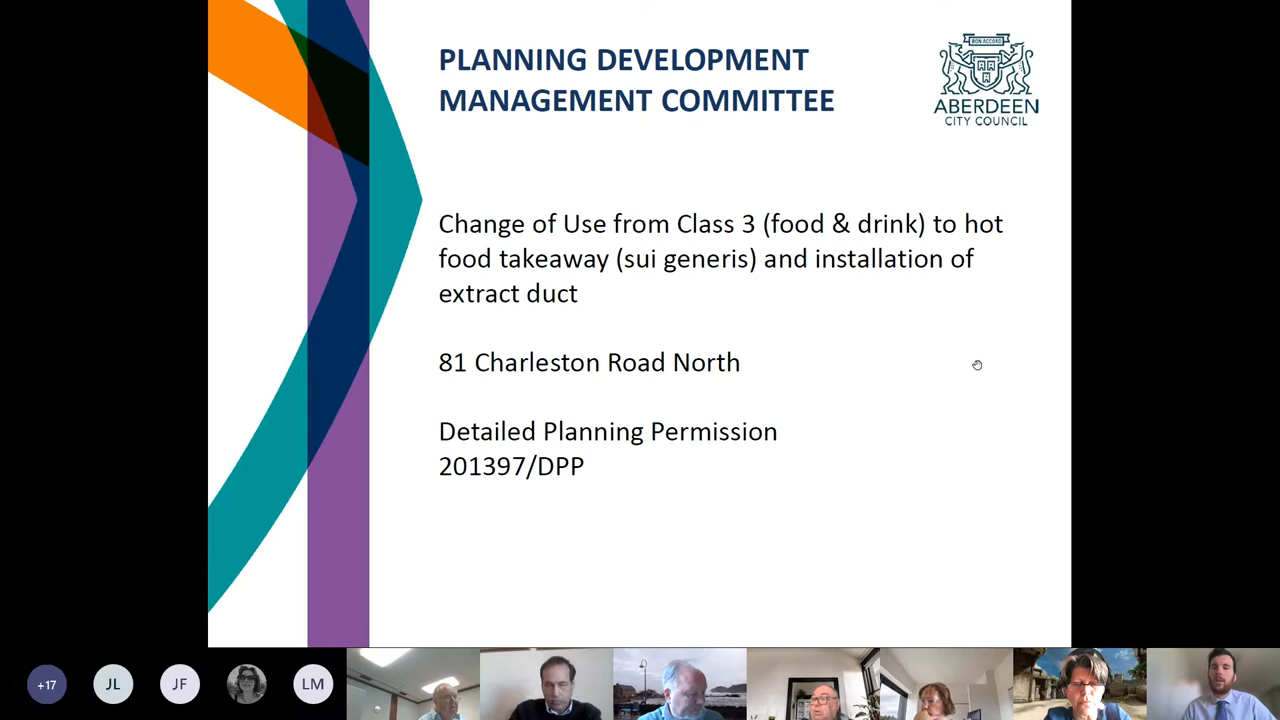 PLANNING DEVELOPMENT
MANAGEMENT COMMITTEE
BON ACCORD
ABERDEEN
CITY COUNCIL
Change of Use from Class 3 (food & drink) to hot
food takeaway (sui generis) and installation of
extract duct
81 Charleston Road North
Detailed Planning Permission
201397/DPP
+17
JL
JF
LM